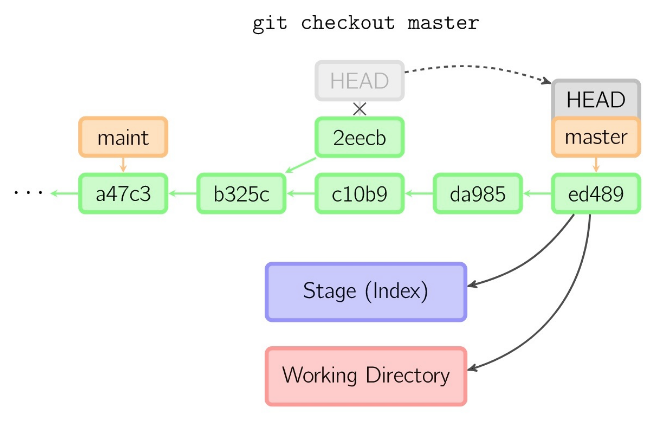 git checkout master
HEAD
HEAD
maint
2eecb
master
... a47c3 b325c c10b9 da985 ed489
Stage (Index)
Working Directory